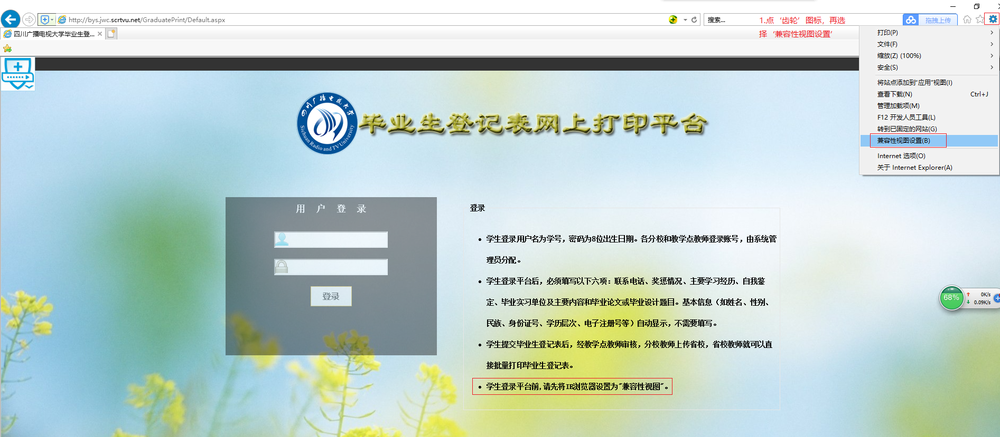 http://bys.jwc.scrtvu.net/GraduatePrint/Default.aspx
搜索...
1.点‘齿轮’图标，再选
择‘兼容性视图设置’
拖拽上传
四川广播电视大学毕业生登...
打印(P)
文件(F)
缩放(Z) (100%)
安全(S)
将站点添加到“应用”视图(I)
查看下载(N) Ctrl+J
管理加载项(M)
F12 开发人员工具(L)
转到已固定的网站(G)
兼容性视图设置(B)
Internet 选项(O)
关于 Internet Explorer(A)
四川广播电视大学
Sichuan Radio and TV University
毕业生登记表网上打印平台
用户登录
登录
登录
学生登录用户名为学号，密码为8位出生日期。各分校和教学点教师登录账号，由系统管
理员分配。
学生登录平台后，必须填写以下六项：联系电话、奖惩情况、主要学习经历、自我鉴
定、毕业实习单位及主要内容和毕业论文或毕业设计题目。基本信息（如姓名、性别、
民族、身份证号、学历层次、电子注册号等）自动显示，不需要填写。
学生提交毕业生登记表后，经教学点教师审核，分校教师上传省校，省校教师就可以直
接批量打印毕业生登记表。
学生登录平台前,请先将IE浏览器设置为"兼容性视图"。
68%
0K/s
0.09K/s